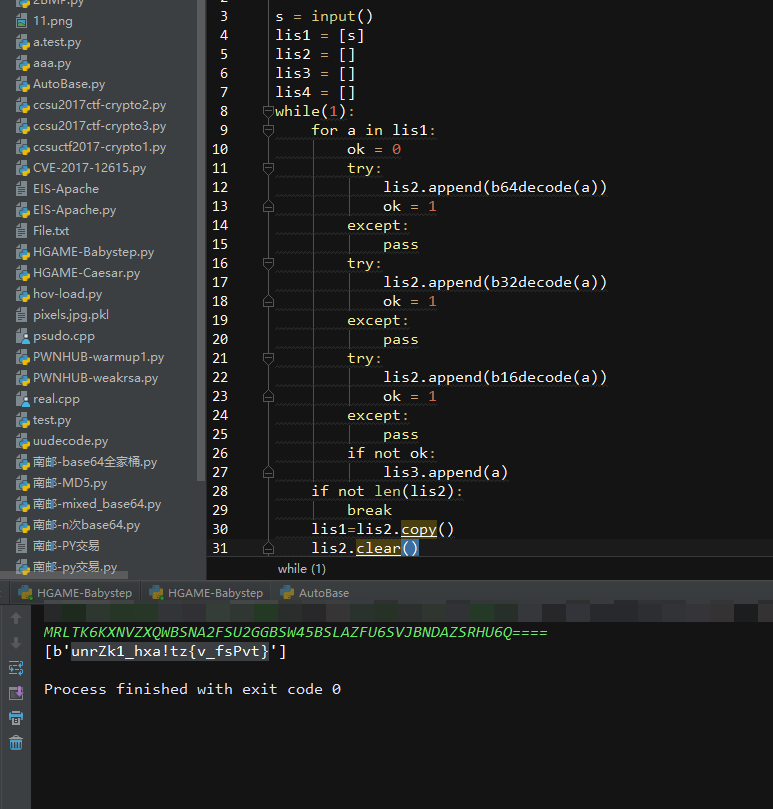 2BMP.py
11.png
a.test.py
aaa.py
AutoBase.py
ccsu2017ctf-crypto2.py
ccsu2017ctf-crypto3.py
ccsuctf2017-crypto1.py
CVE-2017-12615.py
EIS-Apache
EIS-Apache.py
File.txt
HGAME-Babystep.py
HGAME-Caesar.py
hov-load.py
pixels.jpg.pkl
psudo.cpp
PWNHUB-warmup1.py
PWNHUB-weakrsa.py
real.cpp
test.py
uudecode.py
南邮-base64全家桶.py
南邮-MD5.py
南邮-mixed_base64.py
南邮-n次base64.py
南邮-PY交易
南邮-py交易.py
3 s = input()
4 lis1 = [s]
5 lis2 = []
6 lis3 = []
7 lis4 = []
8 while(1):
9 for a in lis1:
10 ok = 0
11 try:
12 lis2.append(b64decode(a))
13 ok = 1
14 except:
15 pass
16 try:
17 lis2.append(b32decode(a))
18 ok = 1
19 except:
20 pass
21 try:
22 lis2.append(b16decode(a))
23 ok = 1
24 except:
25 pass
26 if not ok:
27 lis3.append(a)
28 if not len(lis2):
29 break
30 lis1=lis2.copy()
31 lis2.clear()
while (1)
HGAME-Babystep HGAME-Babystep AutoBase
MRLTK6KXNVZXQWBSNA2FSU2GGBSW45BSLAZFU6SVJBNDAZSRHU6Q====
[b'unrZk1_hxa!tz{v_fsPvt}']
Process finished with exit code 0